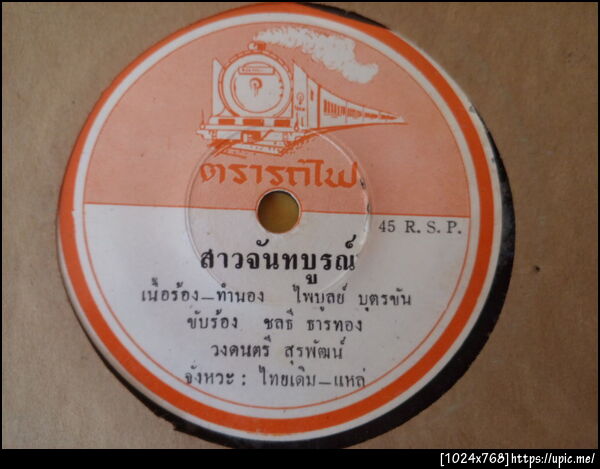 ตรารถไฟ
45 R. S. P.
สาวจันทบูรณ์
เนื้อร้อง—ทำนอง ไพบูลย์ บุตรขัน
ขับร้อง ชลธี ธารทอง
วงดนตรี สุรพัฒน์
จังหวะ : ไทยเดิม—แหล่
[1024x768]https://upic.me/